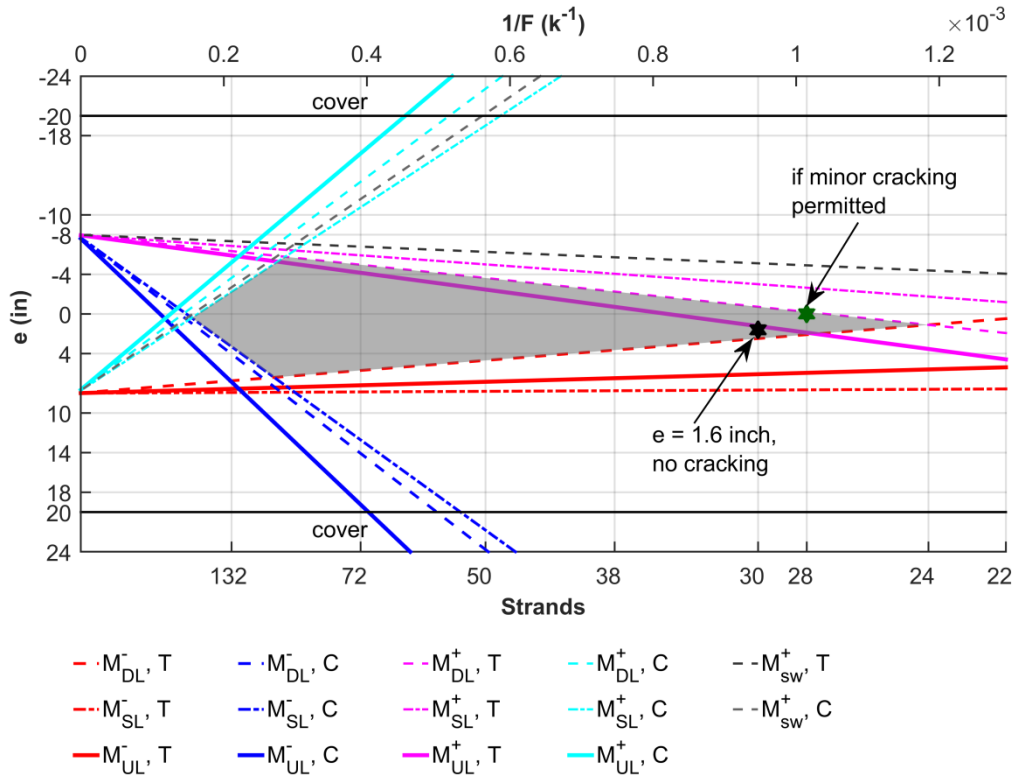 1/F (k⁻¹)
×10⁻³
0 0.2 0.4 0.6 0.8 1 1.2
-24
cover
-20
-18
if minor cracking
permitted
-10
-8
-4
0
e (in)
4
10
e = 1.6 inch,
no cracking
14
18
20
cover
24
132 72 50 38 30 28 24 22
Strands
M⁻DL, T M⁻DL, C M⁺DL, T M⁺DL, C M⁺sw, T
M⁻SL, T M⁻SL, C M⁺SL, T M⁺SL, C M⁺sw, C
M⁻UL, T M⁻UL, C M⁺UL, T M⁺UL, C